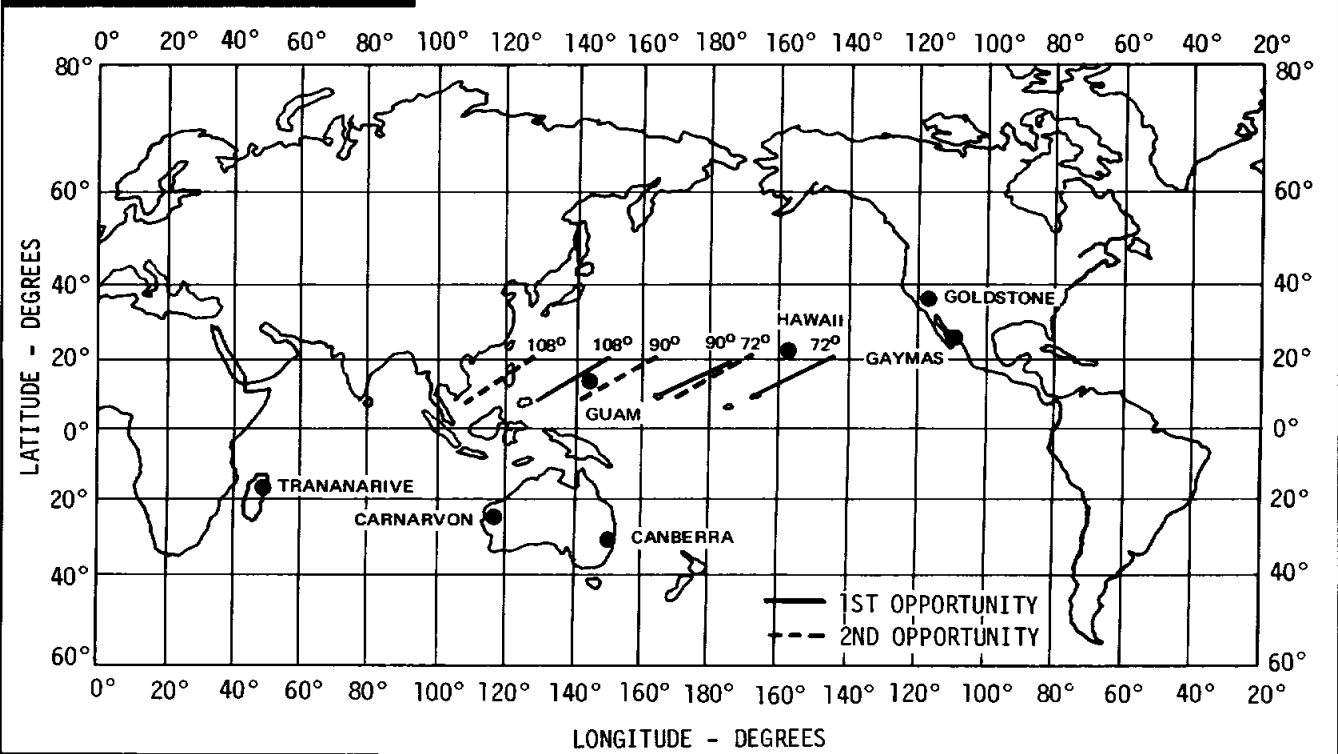 0° 20° 40° 60° 80° 100° 120° 140° 160° 180° 160° 140° 120° 100° 80° 60° 40° 20°
80° 80°
60° 60°
40° 40°
GOLDSTONE
HAWAII
108° 108° 90° 90° 72° 72°
20° GAYMAS 20°
GUAM
0° 0°
TRANANARIVE
20° 20°
CARNARVON
CANBERRA
40° 40°
1ST OPPORTUNITY
2ND OPPORTUNITY
60° 60°
0° 20° 40° 60° 80° 100° 120° 140° 160° 180° 160° 140° 120° 100° 80° 60° 40° 20°
LONGITUDE - DEGREES
LATITUDE - DEGREES